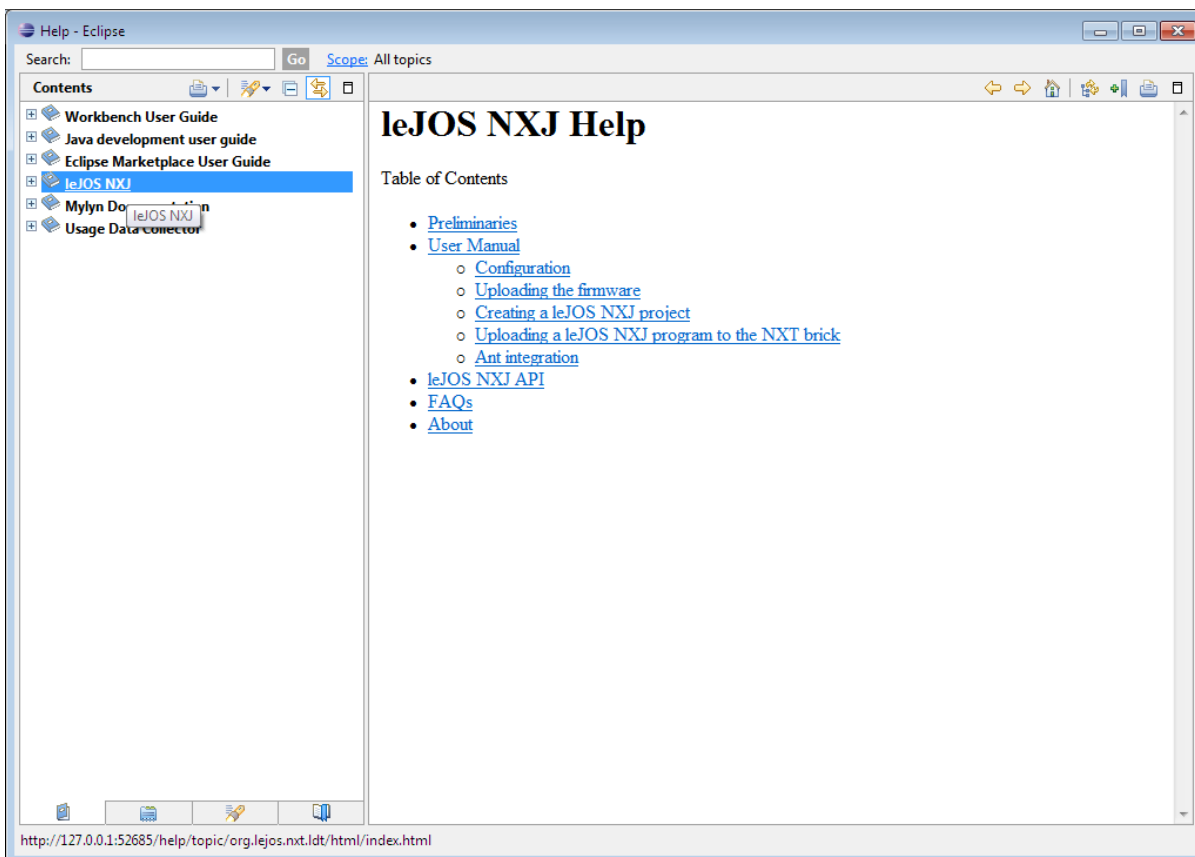 Help - Eclipse
Search: Go Scope: All topics
Contents
Workbench User Guide
Java development user guide
Eclipse Marketplace User Guide
leJOS NXJ
Mylyn Do n
leJOS NXJ
Usage Data Collector
leJOS NXJ Help
Table of Contents
Preliminaries
User Manual
Configuration
Uploading the firmware
Creating a leJOS NXJ project
Uploading a leJOS NXJ program to the NXT brick
Ant integration
leJOS NXJ API
FAQs
About
http://127.0.0.1:52685/help/topic/org.lejos.nxt.ldt/html/index.html